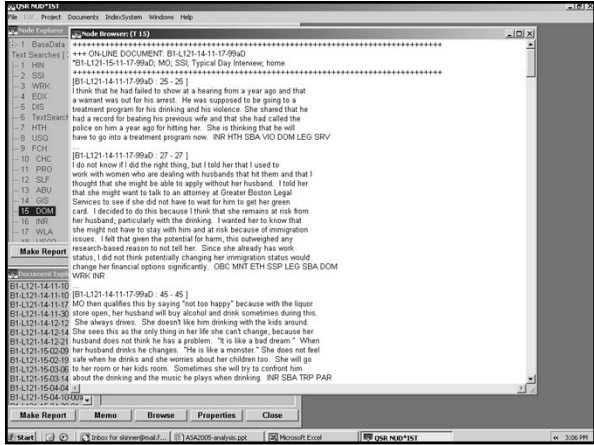 QSR NUD*IST
File Edit Project Documents IndexSystem Windows Help
Node Explorer
1 BaseData
Text Searches [
1 HIN
2 SSI
3 WRK
4 EDX
5 DIS
6 TextSearch
7 HTH
8 USQ
9 FCH
10 CHC
11 PRO
12 SLF
13 ABU
14 GIS
15 DOM
16 INR
17 WLA
Make Report
Node Browser: (T 15)
+++ ON-LINE DOCUMENT: B1-L121-14-11-17-99aD
*B1-L121-15-11-17-99aD; MO; SSI; Typical Day Interview; home
[B1-L121-14-11-17-99aD : 25 - 25 ]
I think that he had failed to show at a hearing from a year ago and that
a warrant was out for his arrest. He was supposed to be going to a
treatment program for his drinking and his violence. She shared that he
had a record for beating his previous wife and that she had called the
police on him a year ago for hitting her. She is thinking that he will
have to go into a treatment program now. INR HTH SBA VIO DOM LEG SRV
...
[B1-L121-14-11-17-99aD : 27 - 27 ]
I do not know if I did the right thing, but I told her that I used to
work with women who are dealing with husbands that hit them and that I
thought that she might be able to apply without her husband. I told her
that she might want to talk to an attorney at Greater Boston Legal
Services to see if she did not have to wait for him to get her green
card. I decided to do this because I think that she remains at risk from
her husband, particularly with the drinking. I wanted her to know that
she might not have to stay with him and at risk because of immigration
issues. I felt that given the potential for harm, this outweighed any
research-based reason to not tell her. Since she already has work
status, I did not think potentially changing her immigration status would
change her financial options significantly. OBC MNT ETH SSP LEG SBA DOM
WRK INR
...
[B1-L121-14-11-17-99aD : 45 - 45 ]
MO then qualifies this by saying "not too happy" because with the liquor
store open, her husband will buy alcohol and drink sometimes during this.
She always drives. She doesn't like him drinking with the kids around.
She sees this as the only thing in her life she can't change, because her
husband does not think he has a problem. "It is like a bad dream." When
her husband drinks he changes. "He is like a monster." She does not feel
safe when he drinks and she worries about her children too. She will go
to her room or her kids room. Sometimes she will try to confront him
about the drinking and the music he plays when drinking. INR SBA TRP PAR
Document Expl
B1-L121-14-11-10
B1-L121-14-11-10
B1-L121-14-11-17
B1-L121-14-11-30
B1-L121-14-12-12
B1-L121-14-12-14
B1-L121-14-12-21
B1-L121-15-02-09
B1-L121-15-02-19
B1-L121-15-03-06
B1-L121-15-03-14
B1-L121-15-04-04
B1-L121-15-04-10-00a
Make Report Memo Browse Properties Close
Start Inbox for skinner@mail.f... ASA2005-analysis.ppt Microsoft Excel QSR NUD*IST 3:06 PM